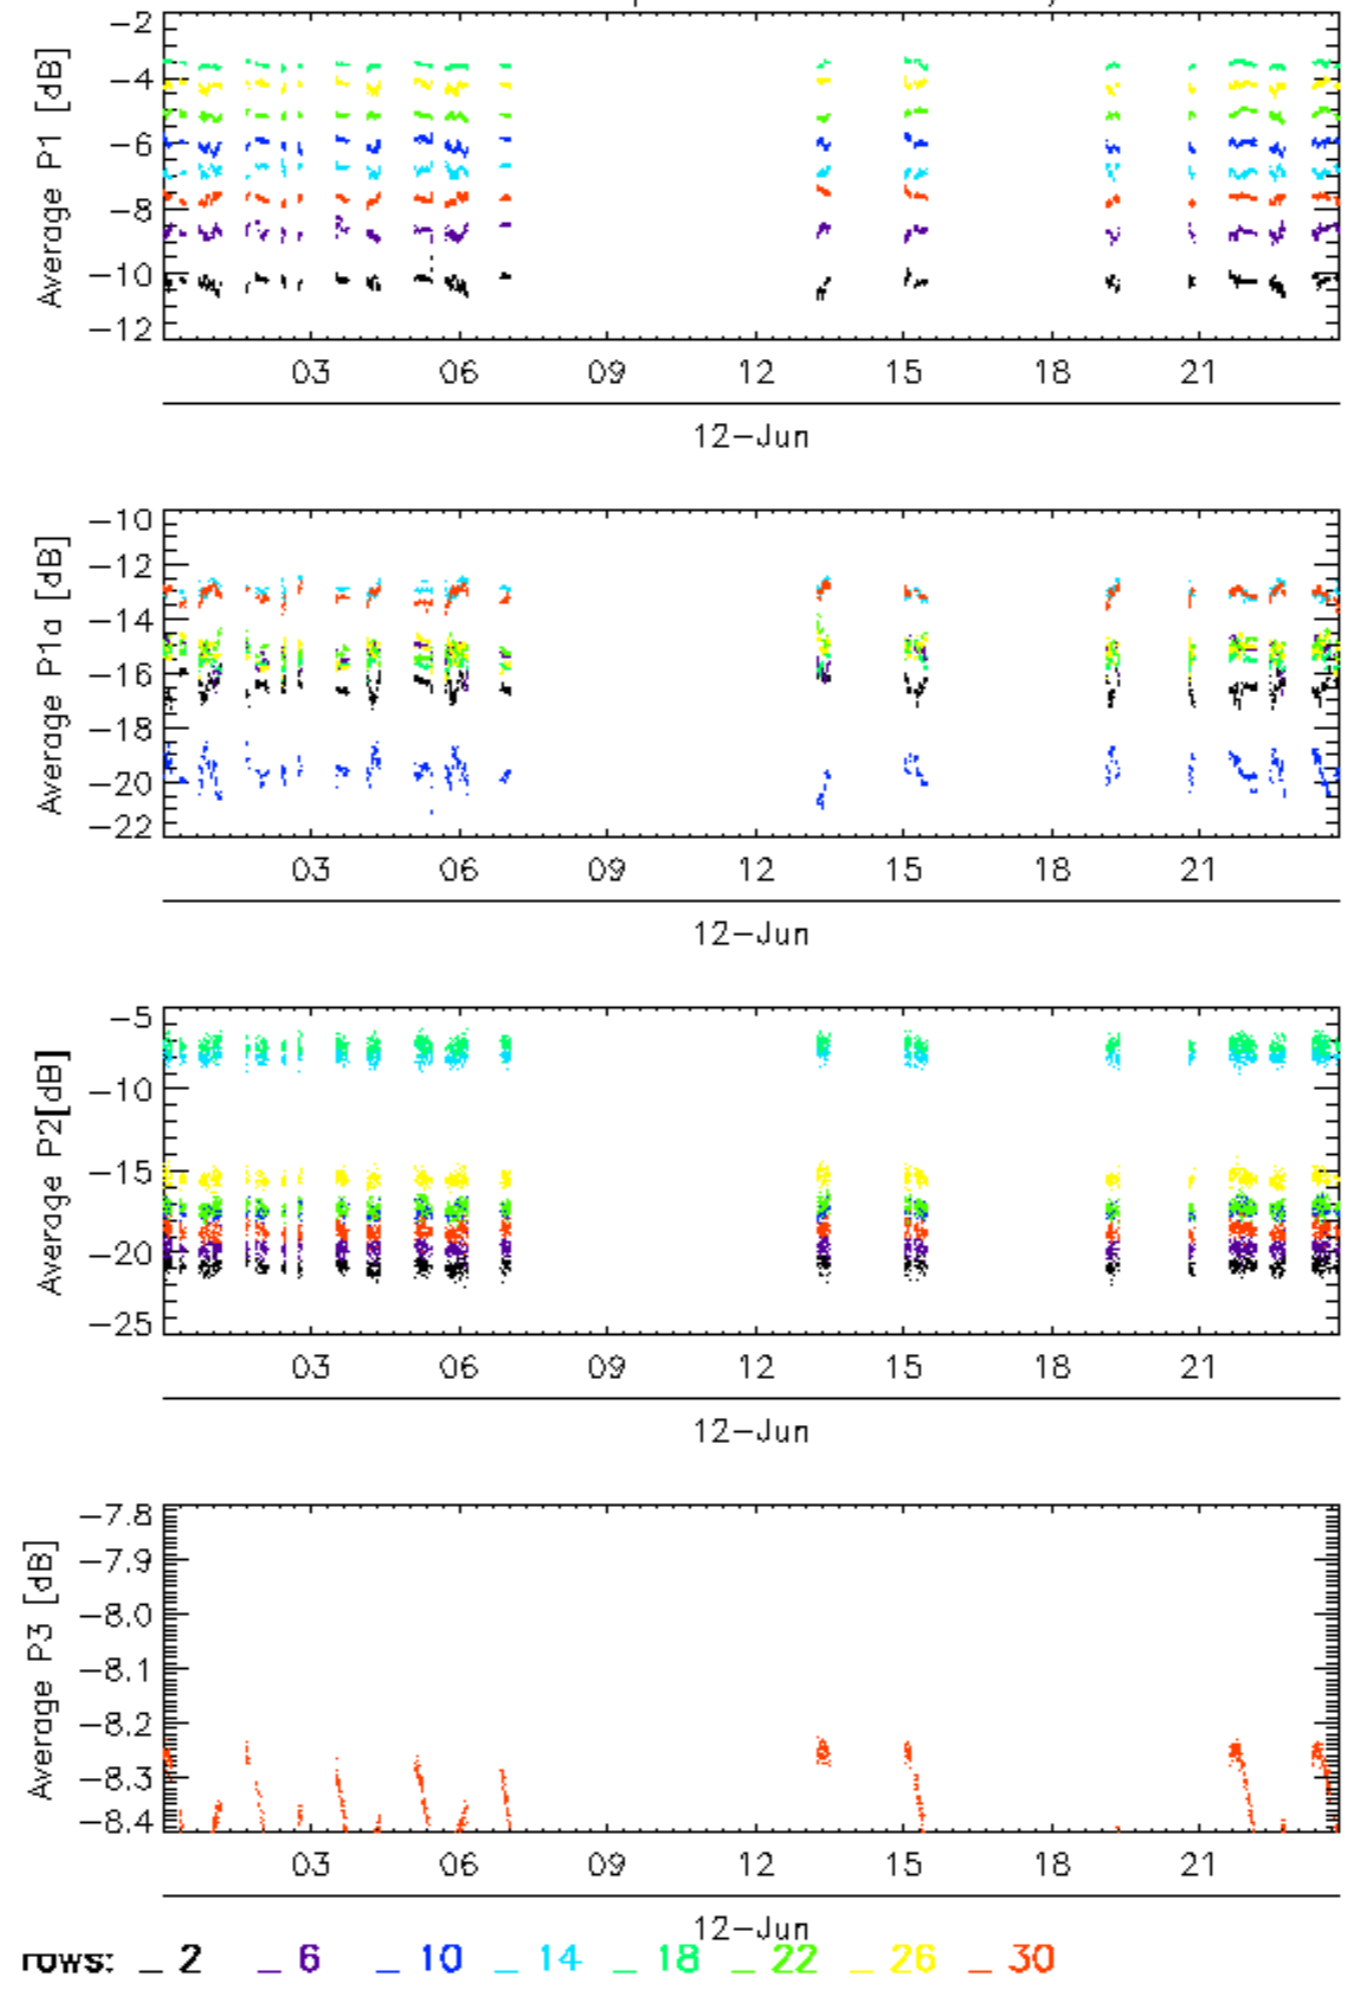 −2
−4
−6
−8
−10
−12
Average P1 [dB]
03 06 09 12 15 18 21
12−Jun
−10
−12
−14
−16
−18
−20
−22
Average P1a [dB]
03 06 09 12 15 18 21
12−Jun
−5
−10
−15
−20
−25
Average P2[dB]
03 06 09 12 15 18 21
12−Jun
−7.8
−7.9
−8.0
−8.1
−8.2
−8.3
−8.4
Average P3 [dB]
03 06 09 12 15 18 21
12−Jun
rows: _ 2 _ 6 _ 10 _ 14 _ 18 _ 22 _ 26 _ 30